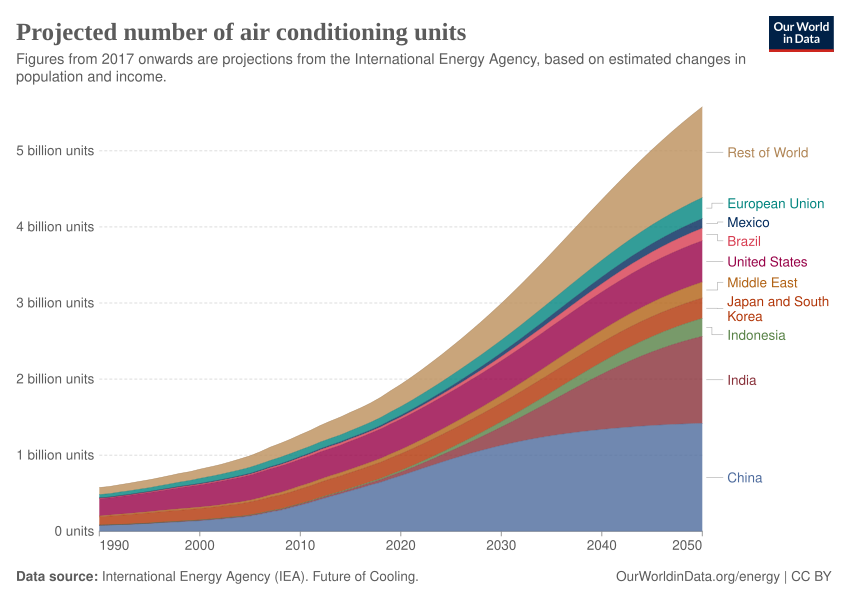 Projected number of air conditioning units
Our World
in Data
Figures from 2017 onwards are projections from the International Energy Agency, based on estimated changes in
population and income.
5 billion units
4 billion units
3 billion units
2 billion units
1 billion units
0 units
Rest of World
European Union
Mexico
Brazil
United States
Middle East
Japan and South
Korea
Indonesia
India
China
1990
2000
2010
2020
2030
2040
2050
Data source: International Energy Agency (IEA). Future of Cooling.
OurWorldinData.org/energy | CC BY